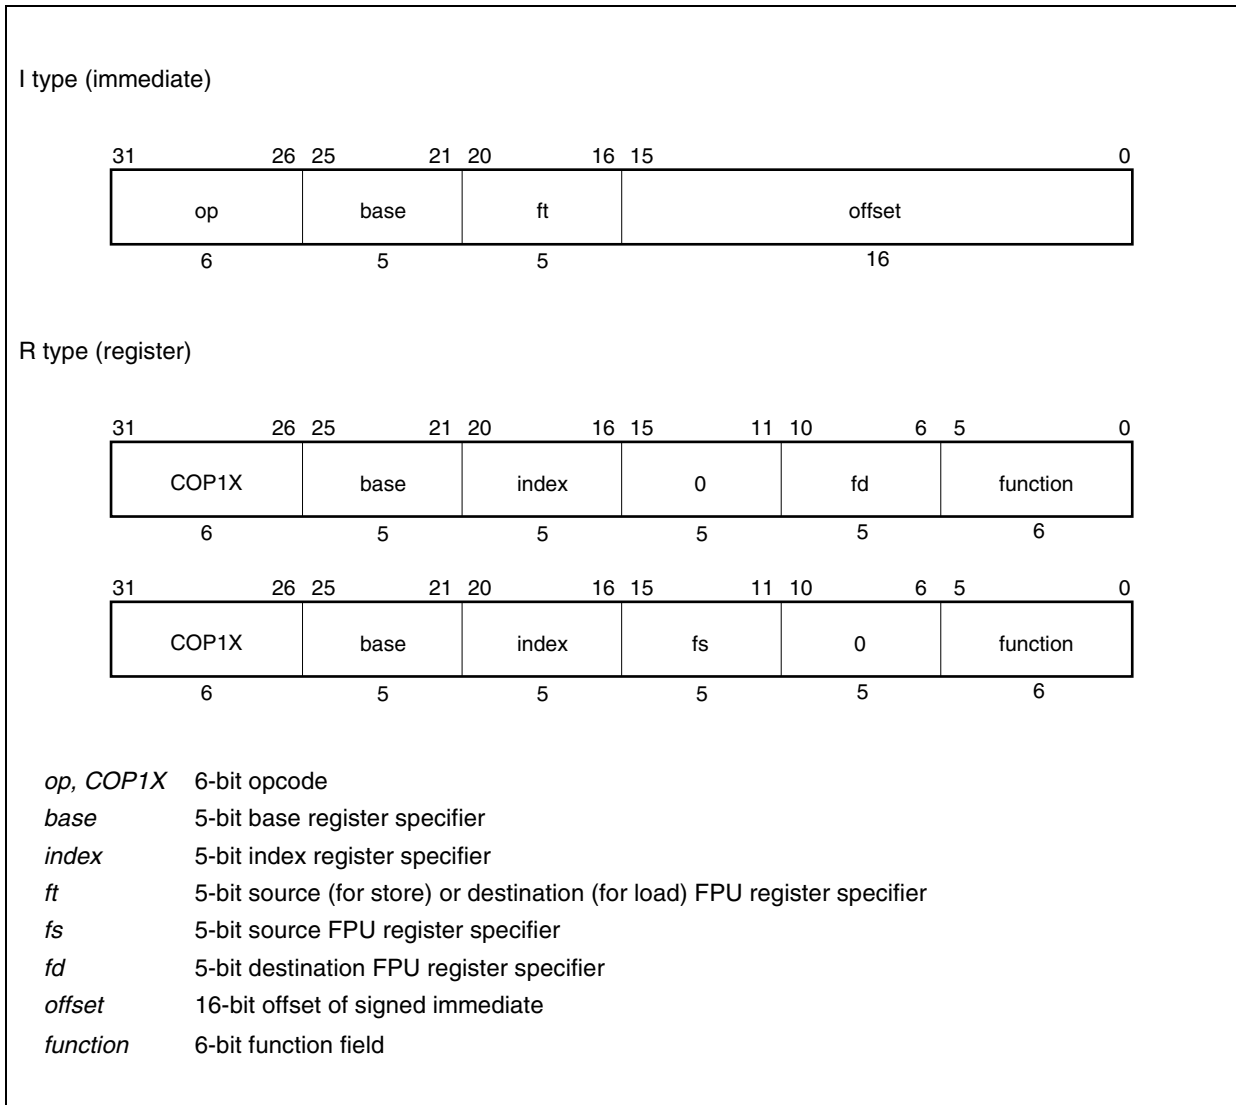 I type (immediate)
31 26 25 21 20 16 15 0
op base ft offset
6 5 5 16
R type (register)
31 26 25 21 20 16 15 11 10 6 5 0
COP1X base index 0 fd function
6 5 5 5 5 6
31 26 25 21 20 16 15 11 10 6 5 0
COP1X base index fs 0 function
6 5 5 5 5 6
op, COP1X 6-bit opcode
base 5-bit base register specifier
index 5-bit index register specifier
ft 5-bit source (for store) or destination (for load) FPU register specifier
fs 5-bit source FPU register specifier
fd 5-bit destination FPU register specifier
offset 16-bit offset of signed immediate
function 6-bit function field